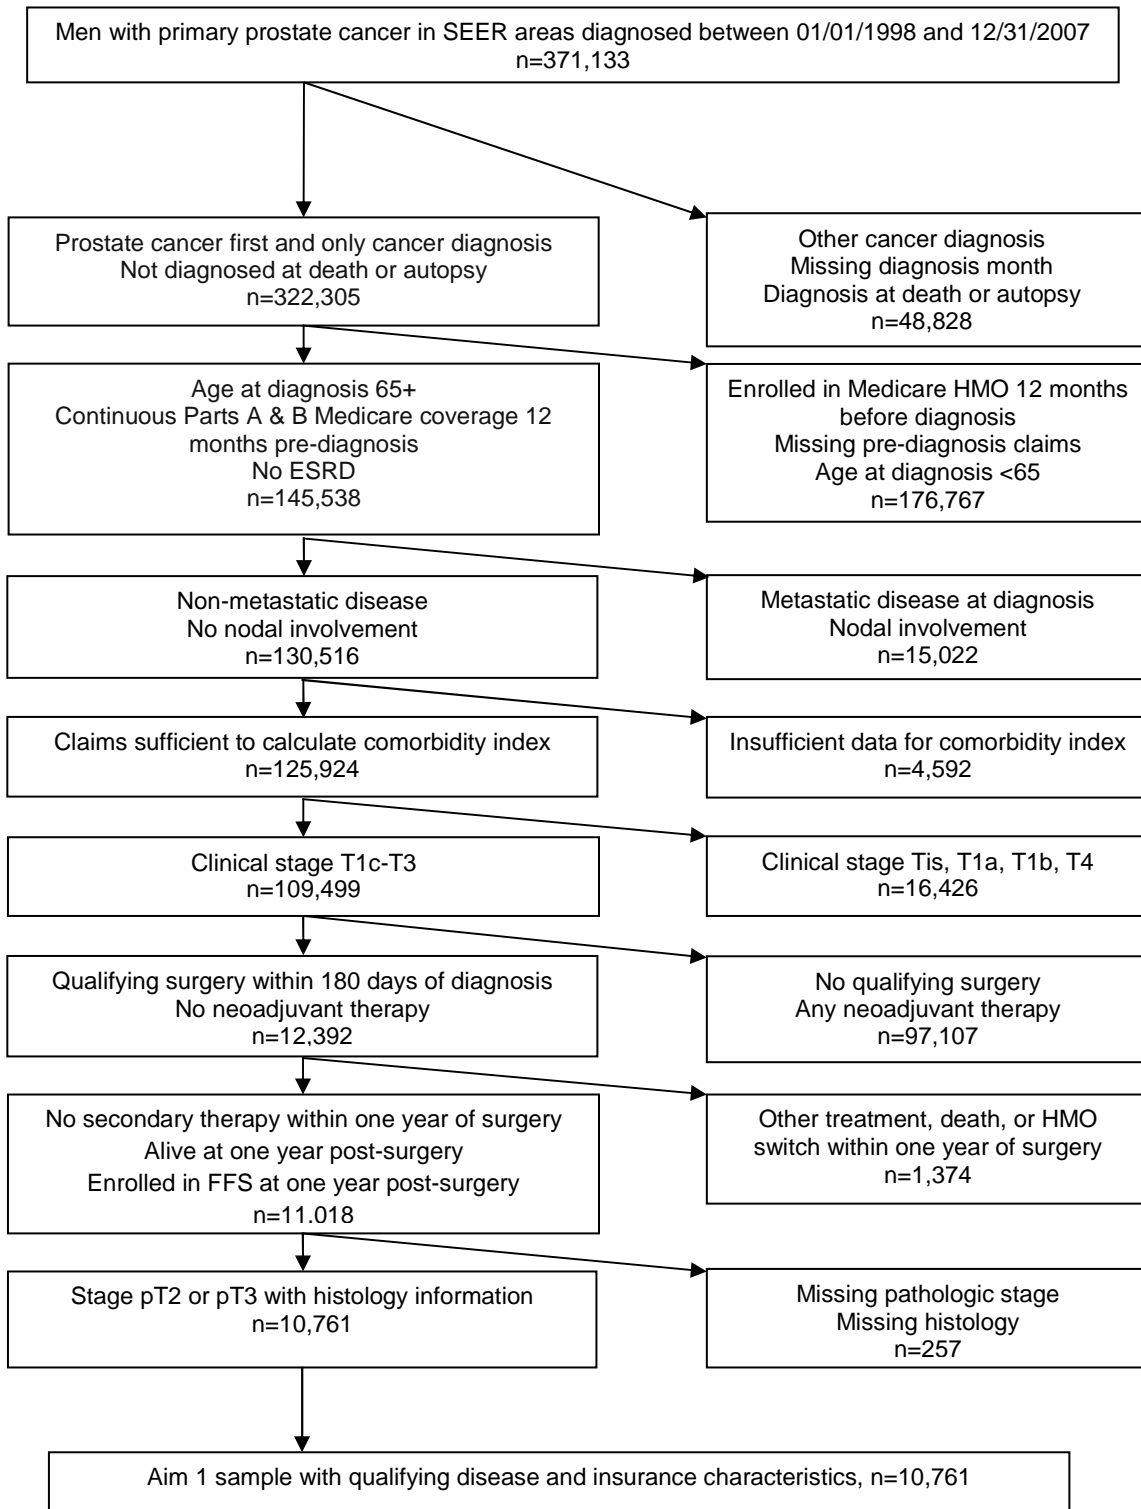 Men with primary prostate cancer in SEER areas diagnosed between 01/01/1998 and 12/31/2007
n=371,133
Prostate cancer first and only cancer diagnosis
Not diagnosed at death or autopsy
n=322,305
Other cancer diagnosis
Missing diagnosis month
Diagnosis at death or autopsy
n=48,828
Age at diagnosis 65+
Continuous Parts A & B Medicare coverage 12
months pre-diagnosis
No ESRD
n=145,538
Enrolled in Medicare HMO 12 months
before diagnosis
Missing pre-diagnosis claims
Age at diagnosis <65
n=176,767
Non-metastatic disease
No nodal involvement
n=130,516
Metastatic disease at diagnosis
Nodal involvement
n=15,022
Claims sufficient to calculate comorbidity index
n=125,924
Insufficient data for comorbidity index
n=4,592
Clinical stage T1c-T3
n=109,499
Clinical stage Tis, T1a, T1b, T4
n=16,426
Qualifying surgery within 180 days of diagnosis
No neoadjuvant therapy
n=12,392
No qualifying surgery
Any neoadjuvant therapy
n=97,107
No secondary therapy within one year of surgery
Alive at one year post-surgery
Enrolled in FFS at one year post-surgery
n=11,018
Other treatment, death, or HMO
switch within one year of surgery
n=1,374
Stage pT2 or pT3 with histology information
n=10,761
Missing pathologic stage
Missing histology
n=257
Aim 1 sample with qualifying disease and insurance characteristics, n=10,761